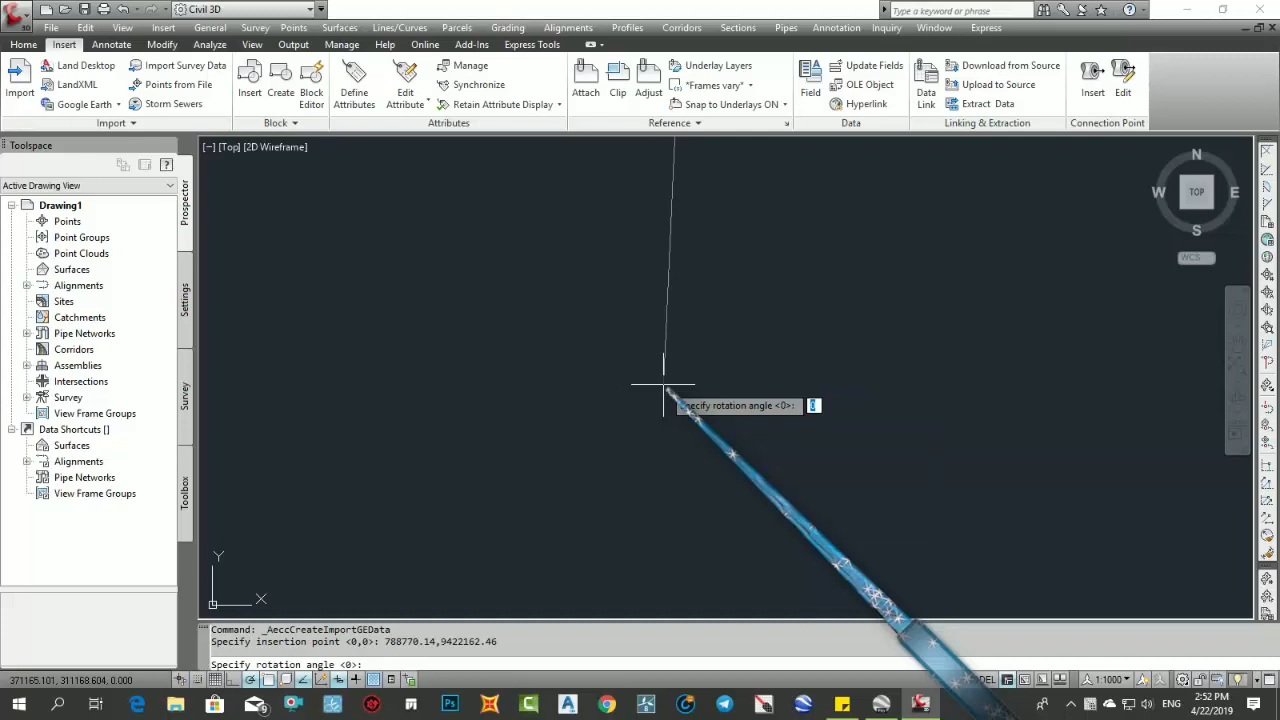 Civil 3D
Type a keyword or phrase
File Edit View Insert General Survey Points Surfaces Lines/Curves Parcels Grading Alignments Profiles Corridors Sections Pipes Annotation Inquiry Window Express
Home Insert Annotate Modify Analyze View Output Manage Help Online Add-Ins Express Tools
Land Desktop Import Survey Data Manage Underlay Layers Update Fields Download from Source
LandXML Points from File Synchronize *Frames vary* OLE Object Upload to Source
Import Insert Create Block Editor Define Attributes Edit Attribute Attach Clip Adjust Field Data Link Insert Edit
Google Earth Storm Sewers Retain Attribute Display Snap to Underlays ON Hyperlink Extract Data
Import Block Attributes Reference Data Linking & Extraction Connection Point
Toolspace
Active Drawing View
Drawing1
Points
Point Groups
Point Clouds
Surfaces
Alignments
Sites
Catchments
Pipe Networks
Corridors
Assemblies
Intersections
Survey
View Frame Groups
Data Shortcuts []
Surfaces
Alignments
Pipe Networks
View Frame Groups
Prospector
Settings
Survey
Toolbox
[−] [Top] [2D Wireframe]
N
W TOP E
S
WCS
Specify rotation angle <0>: 0
Y
X
Command: _AeccCreateImportGEData
Specify insertion point <0,0>: 788770.14,9422162.46
Specify rotation angle <0>:
371165.101, 311168.604, 0.000
1:1000
ENG
2:52 PM
4/22/2019